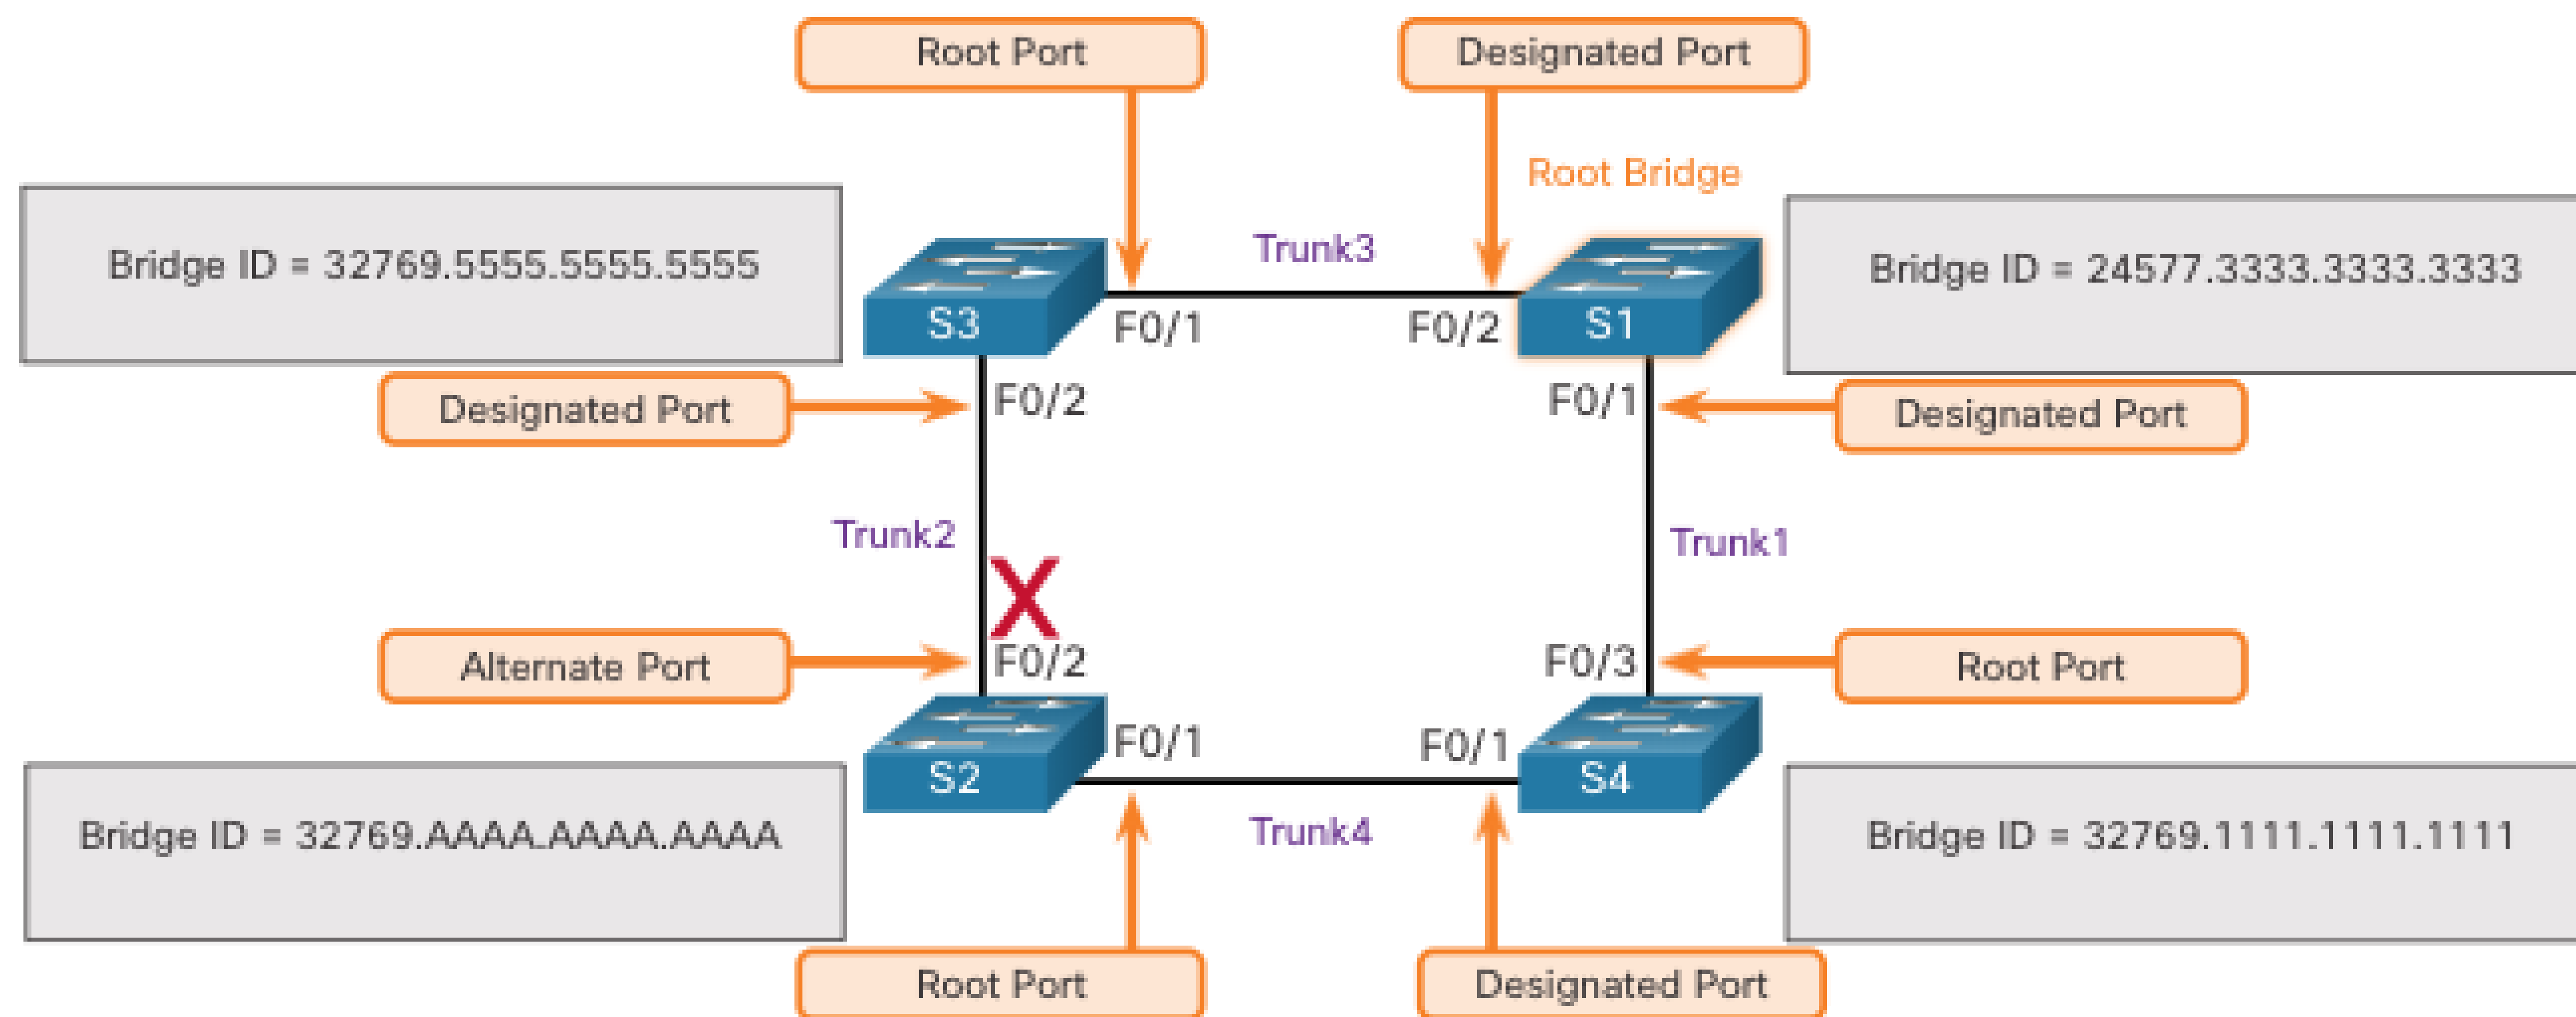 Root Port
Designated Port
Root Bridge
Trunk3
Bridge ID = 32769.5555.5555.5555
Bridge ID = 24577.3333.3333.3333
S3
F0/1
F0/2
S1
Designated Port
F0/2
F0/1
Designated Port
Trunk2
Trunk1
X
Alternate Port
F0/2
F0/3
Root Port
F0/1
F0/1
S2
S4
Bridge ID = 32769.AAAA.AAAA.AAAA
Trunk4
Bridge ID = 32769.1111.1111.1111
Root Port
Designated Port